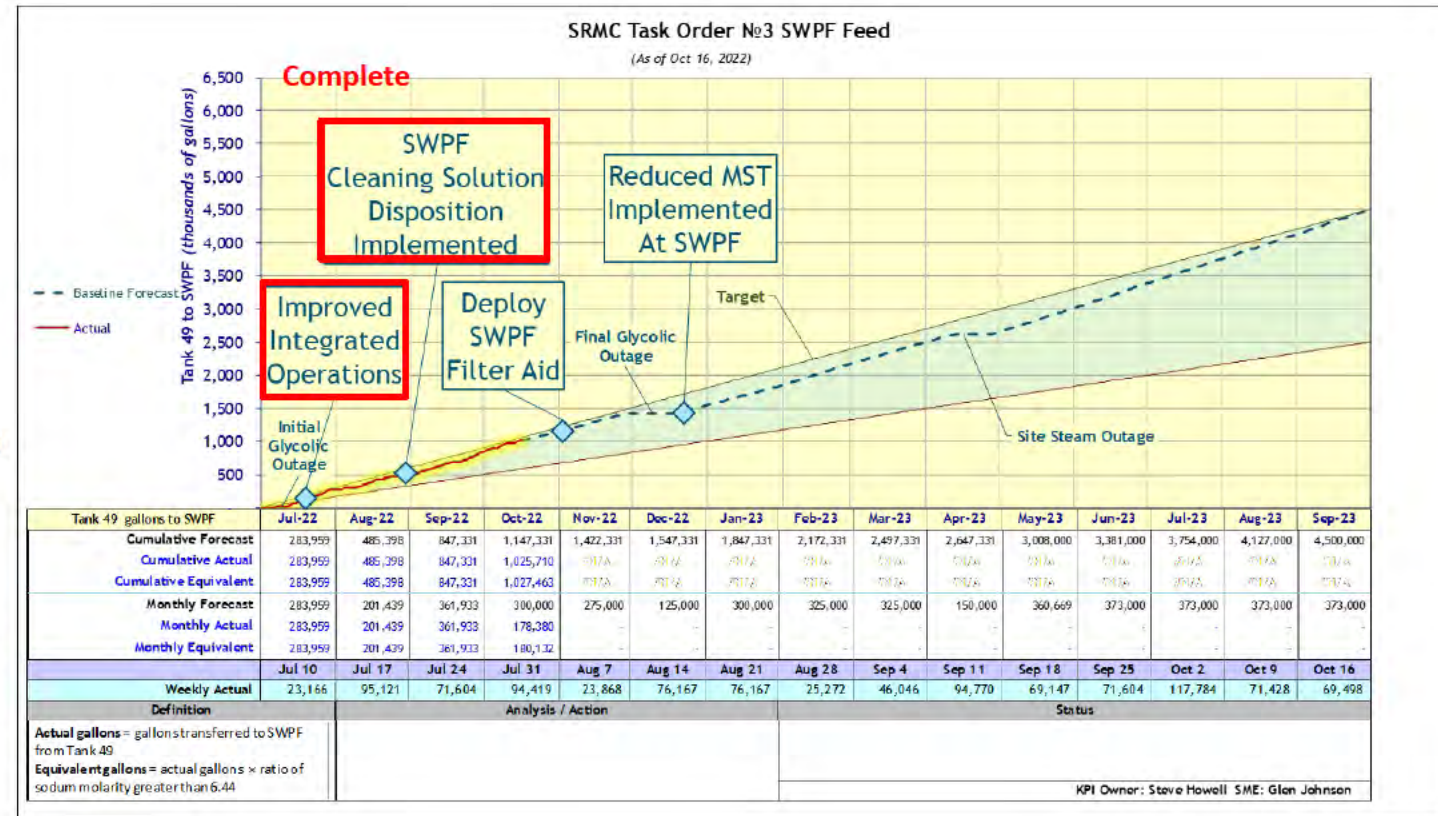 SRMC Task Order №3 SWPF Feed
(As of Oct 16, 2022)
Complete
6,500
6,000
5,500
5,000
4,500
4,000
3,500
3,000
2,500
2,000
1,500
1,000
500
Tank 49 to SWPF (thousands of gallons)
Baseline Forecast
Actual
SWPF
Cleaning Solution
Disposition
Implemented
Reduced MST
Implemented
At SWPF
Improved
Integrated
Operations
Deploy
SWPF
Filter Aid
Target
Final Glycolic
Outage
Initial
Glycolic
Outage
Site Steam Outage
Tank 49 gallons to SWPF Jul-22 Aug-22 Sep-22 Oct-22 Nov-22 Dec-22 Jan-23 Feb-23 Mar-23 Apr-23 May-23 Jun-23 Jul-23 Aug-23 Sep-23
Cumulative Forecast 283,959 485,398 847,331 1,147,331 1,422,331 1,547,331 1,847,331 2,172,331 2,497,331 2,647,331 3,008,000 3,381,000 3,754,000 4,127,000 4,500,000
Cumulative Actual 283,959 485,398 847,331 1,025,710
Cumulative Equivalent 283,959 485,398 847,331 1,027,463
Monthly Forecast 283,959 201,439 361,933 300,000 275,000 125,000 300,000 325,000 325,000 150,000 360,669 373,000 373,000 373,000 373,000
Monthly Actual 283,959 201,439 361,933 178,380 - - - - - - - - - - -
Monthly Equivalent 283,959 201,439 361,933 180,132 - - - - - - - - - - -
Jul 10 Jul 17 Jul 24 Jul 31 Aug 7 Aug 14 Aug 21 Aug 28 Sep 4 Sep 11 Sep 18 Sep 25 Oct 2 Oct 9 Oct 16
Weekly Actual 23,166 95,121 71,604 94,419 23,868 76,167 76,167 25,272 46,046 94,770 69,147 71,604 117,784 71,428 69,498
Definition Analysis / Action Status
Actual gallons = gallons transferred to SWPF
from Tank 49
Equivalent gallons = actual gallons × ratio of
sodum molarity greater than 6.44
KPI Owner: Steve Howell SME: Glen Johnson